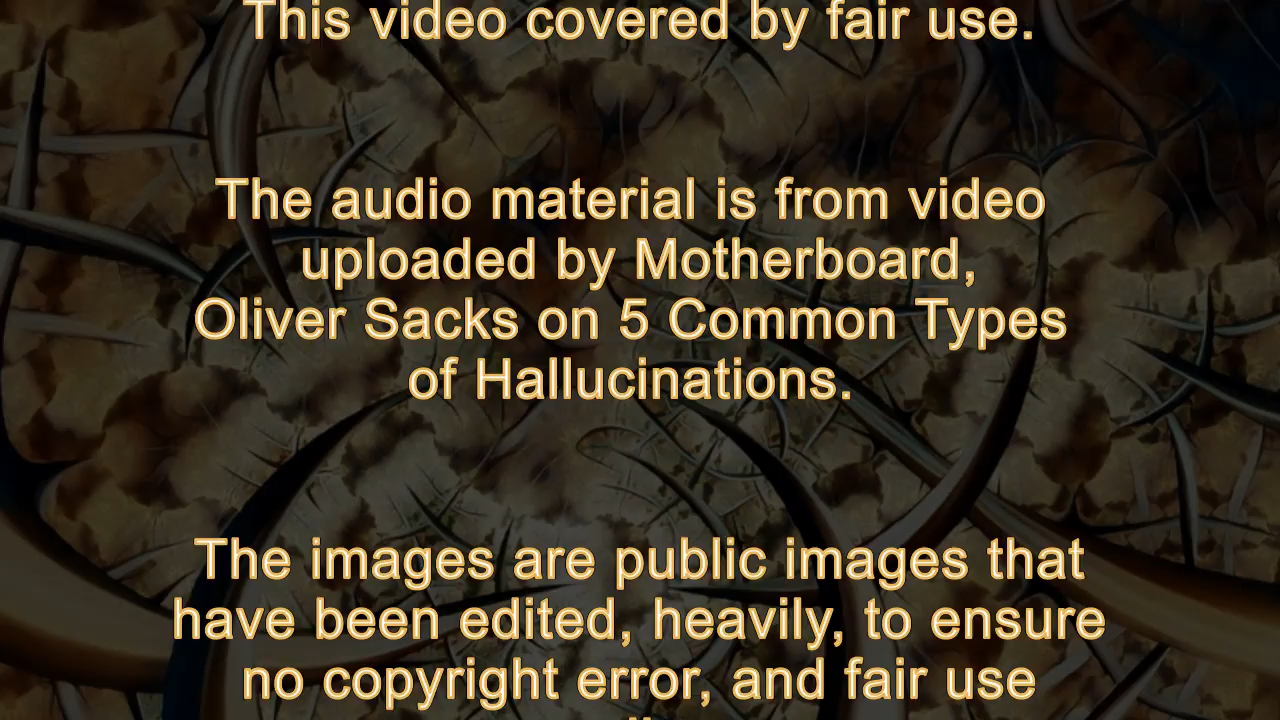 This video covered by fair use.
The audio material is from video
uploaded by Motherboard,
Oliver Sacks on 5 Common Types
of Hallucinations.
The images are public images that
have been edited, heavily, to ensure
no copyright error, and fair use